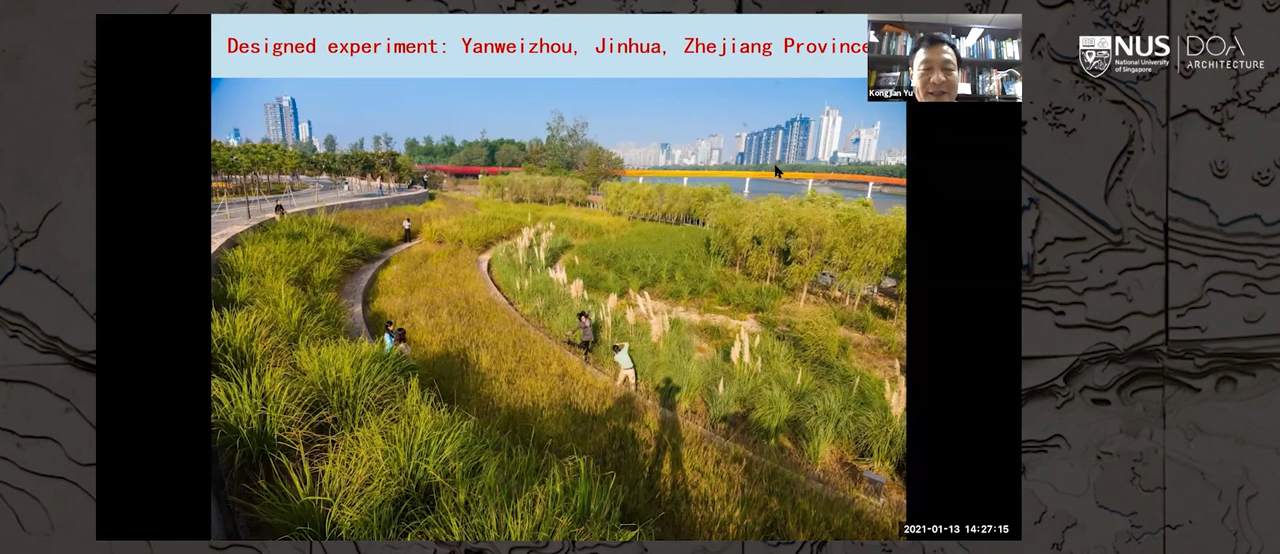 Designed experiment: Yanweizhou, Jinhua, Zhejiang Province
Kongjian Yu
NUS
National University
of Singapore
DOA
ARCHITECTURE
2021-01-13 14:27:15